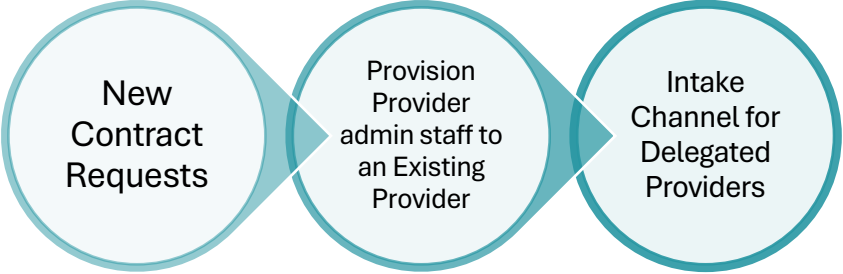 New
Contract
Requests
Provision
Provider
admin staff to
an Existing
Provider
Intake
Channel for
Delegated
Providers